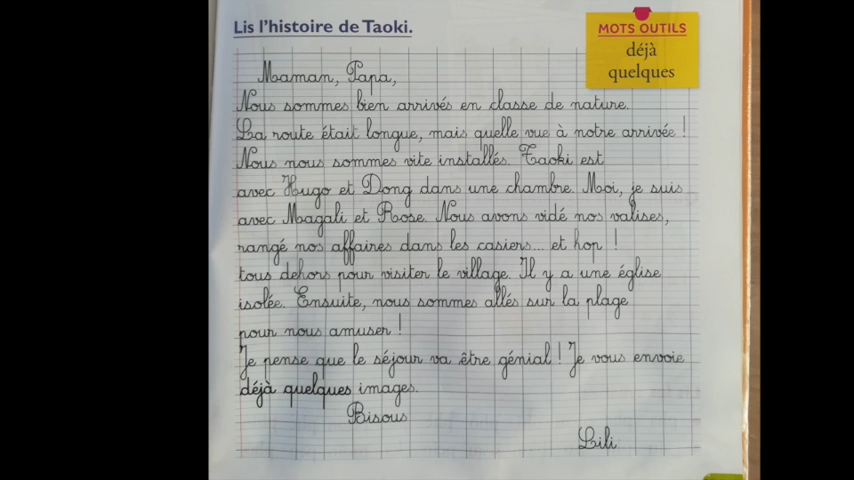 Lis l'histoire de Taoki.
MOTS OUTILS
déjà
quelques
Maman, Papa,
Nous sommes bien arrivés en classe de nature.
La route était longue, mais quelle vue à notre arrivée !
Nous nous sommes vite installés. Taoki est
avec Hugo et Dong dans une chambre. Moi, je suis
avec Magali et Rose. Nous avons vidé nos valises,
rangé nos affaires dans les casiers... et hop !
tous dehors pour visiter le village. Il y a une église
isolée. Ensuite, nous sommes allés sur la plage
pour nous amuser !
Je pense que le séjour va être génial ! Je vous envoie
déjà quelques images.
Bisous
Lili